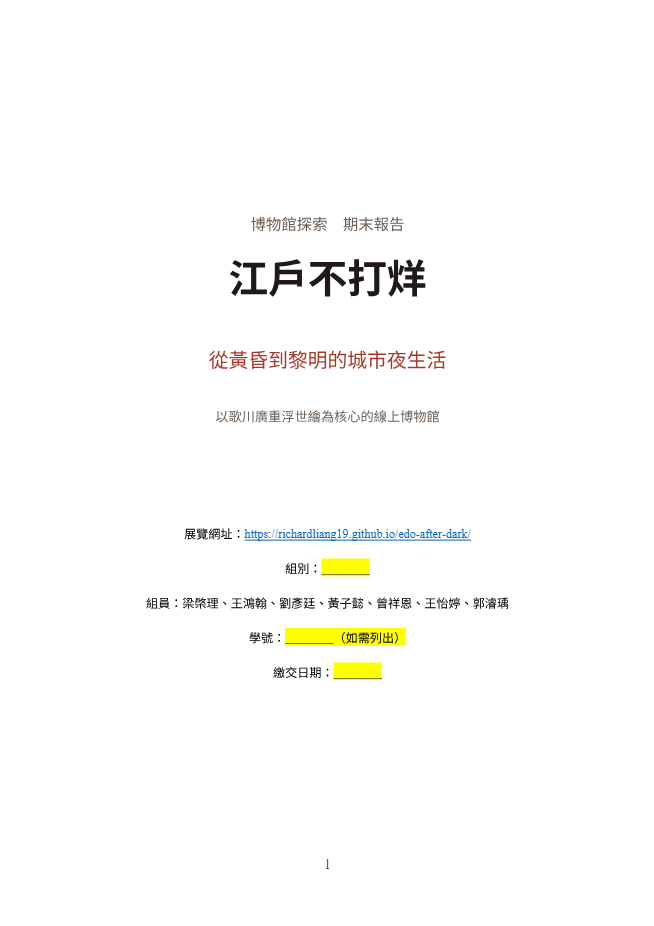 博物館探索　期末報告
江戶不打烊
從黃昏到黎明的城市夜生活
以歌川廣重浮世繪為核心的線上博物館
展覽網址：https://richardliang19.github.io/edo-after-dark/
組別：________
組員：梁棨理、王鴻翰、劉彥廷、黃子懿、曾祥恩、王怡婷、郭濬瑀
學號：________（如需列出）
繳交日期：________
1